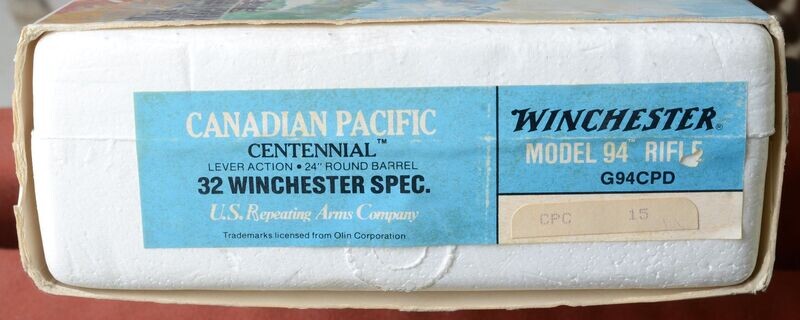 CANADIAN PACIFIC
CENTENNIAL™
LEVER ACTION • 24" ROUND BARREL
32 WINCHESTER SPEC.
U.S. Repeating Arms Company
Trademarks licensed from Olin Corporation
WINCHESTER®
MODEL 94™ RIFLE
G94CPD
CPC 15